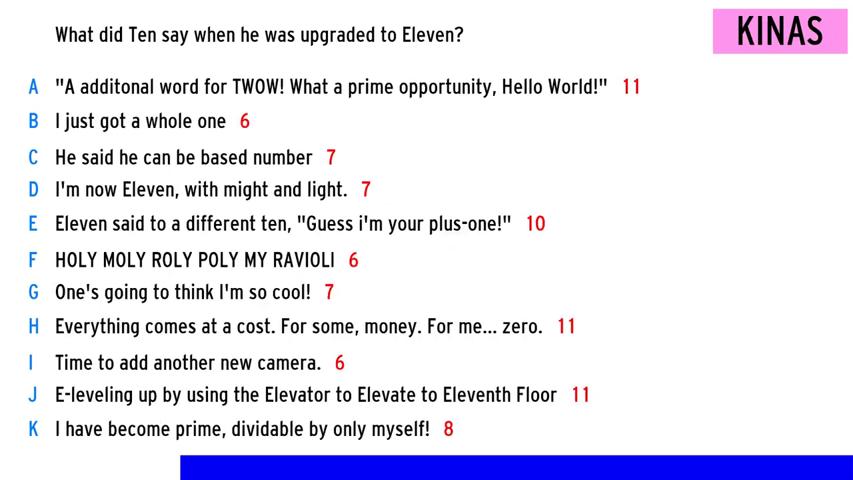 What did Ten say when he was upgraded to Eleven?
KINAS
A "A additonal word for TWOW! What a prime opportunity, Hello World!" 11
B I just got a whole one 6
C He said he can be based number 7
D I'm now Eleven, with might and light. 7
E Eleven said to a different ten, "Guess i'm your plus-one!" 10
F HOLY MOLY ROLY POLY MY RAVIOLI 6
G One's going to think I'm so cool! 7
H Everything comes at a cost. For some, money. For me... zero. 11
I Time to add another new camera. 6
J E-leveling up by using the Elevator to Elevate to Eleventh Floor 11
K I have become prime, dividable by only myself! 8